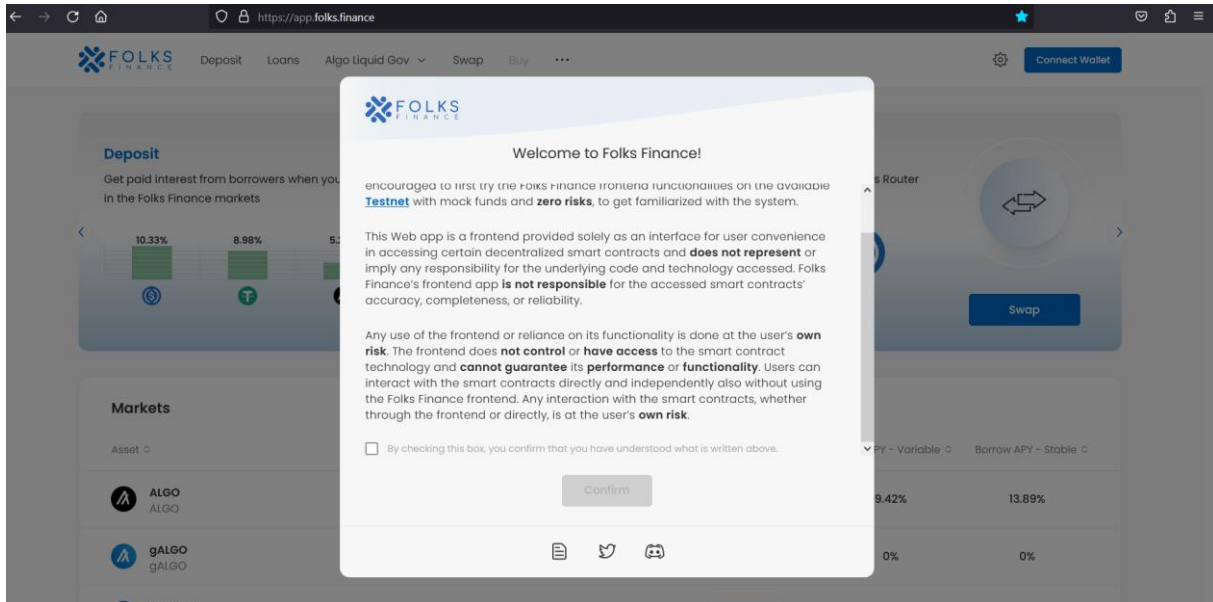 https://app.folks.finance
FOLKS
FINANCE
Deposit
Loans
Algo Liquid Gov
Swap
Buy
Connect Wallet
FOLKS
FINANCE
Welcome to Folks Finance!
encouraged to first try the Folks Finance frontend functionalities on the available
Testnet with mock funds and zero risks, to get familiarized with the system.
This Web app is a frontend provided solely as an interface for user convenience
in accessing certain decentralized smart contracts and does not represent or
imply any responsibility for the underlying code and technology accessed. Folks
Finance's frontend app is not responsible for the accessed smart contracts'
accuracy, completeness, or reliability.
Any use of the frontend or reliance on its functionality is done at the user's own
risk. The frontend does not control or have access to the smart contract
technology and cannot guarantee its performance or functionality. Users can
interact with the smart contracts directly and independently also without using
the Folks Finance frontend. Any interaction with the smart contracts, whether
through the frontend or directly, is at the user's own risk.
By checking this box, you confirm that you have understood what is written above.
Confirm
Deposit
Get paid interest from borrowers when you
in the Folks Finance markets
10.33%
8.98%
s Router
Swap
Markets
Asset
PY - Variable
Borrow APY - Stable
ALGO
ALGO
9.42%
13.89%
gALGO
gALGO
0%
0%